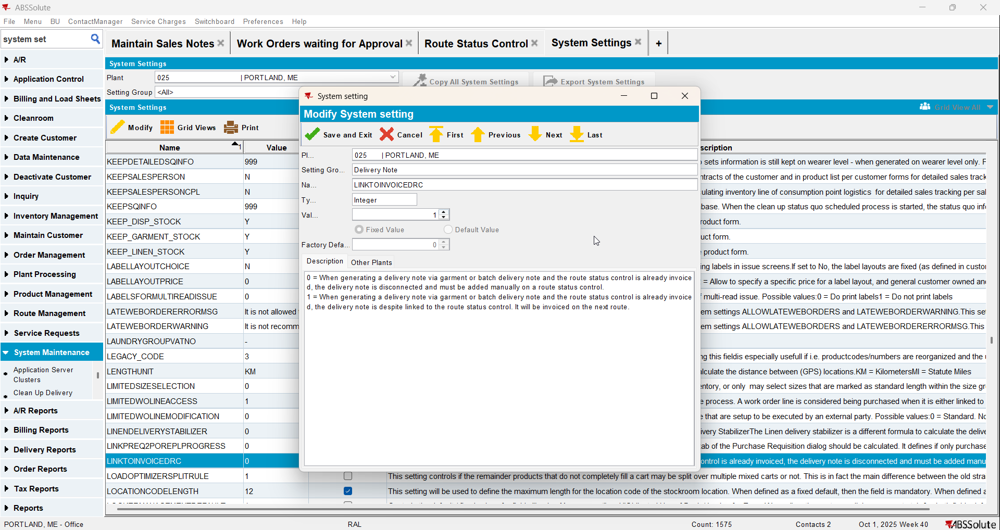 ABSSolute
File Menu BU ContactManager Service Charges Switchboard Preferences Help
system set
Maintain Sales Notes
Work Orders waiting for Approval
Route Status Control
System Settings
+
A/R
Application Control
Billing and Load Sheets
Cleanroom
Create Customer
Data Maintenance
Deactivate Customer
Inquiry
Inventory Management
Maintain Customer
Order Management
Plant Processing
Product Management
Route Management
Service Requests
System Maintenance
Application Server
Clusters
Clean Up Delivery
A/R Reports
Billing Reports
Delivery Reports
Order Reports
Tax Reports
Reports
System Settings
Plant 025 | PORTLAND, ME
Copy All System Settings
Export System Settings
Setting Group <All>
System Settings
Grid View All
Modify Grid Views Print
Name 1 Value scription
KEEPDETAILEDSQINFO 999 sets information is still kept on wearer level - when generated on wearer level only. F
KEEPSALESPERSON N ntracts of the customer and in product list per customer forms for detailed sales track
KEEPSALESPERSONCPL N ulating inventory line of consumption point logistics for detailed sales tracking per sal
KEEPSQINFO 999 base. When the clean up status quo scheduled process is started, the status quo info
KEEP_DISP_STOCK Y roduct form.
KEEP_GARMENT_STOCK Y uct form.
KEEP_LINEN_STOCK Y product form.
LABELLAYOUTCHOICE N ing labels in issue screens.If set to No, the label layouts are fixed (as defined in custor
LABELLAYOUTPRICE 0 = Allow to specify a specific price for a label layout, and general customer owned and
LABELSFORMULTIREADISSUE 0 f multi-read issue. Possible values:0 = Do print labels1 = Do not print labels
LATEWEBORDERERRORMSG It is not allowed em settings ALLOWLATEWEBORDERS and LATEWEBORDERWARNING.This set
LATEWEBORDERWARNING It is not recomm em settings ALLOWLATEWEBORDERS and LATEWEBORDERERRORMSG.This
LAUNDRYGROUPVATNO -
LEGACY_CODE 3 ng this fieldis especially usefull if i.e. productcodes/numbers are reorganized and the
LENGTHUNIT KM alculate the distance between (GPS) locations.KM = KilometersMI = Statute Miles
LIMITEDSIZESELECTION 0 entory, or only may select sizes that are marked as standard length within the size gr
LIMITEDWOLINEACCESS 1 e process. A work order line is considered being purchased when it is either linked to
LIMITEDWOLINEMODIFICATION 0 e that are setup to be executed by an external party. Possible values:0 = Standard. No
LINENDELIVERYSTABILIZER 0 ivery StabilizerThe Linen delivery stabilizer is a different formula to calculate the delive
LINKPREQ2POREPLPROGRESS 0 ab of the Purchase Requisition dialog should be calculated. It defines if only purchase
LINKTOINVOICEDRC 0 ontrol is already invoiced, the delivery note is disconnected and must be added manu
LOADOPTIMIZERSPLITRULE 1 This setting controls if the remainder products that do not completely fill a cart may be split over multiple mixed carts or not. This is in fact the main difference between the old stra
LOCATIONCODELENGTH 12 This setting will be used to define the maximum length for the location code of the stockroom location. When defined as a fixed default, then the field is mandatory. When defined a
System setting
Modify System setting
Save and Exit Cancel First Previous Next Last
Pl... 025 | PORTLAND, ME
Setting Gro... Delivery Note
Na... LINKTOINVOICEDRC
Ty... Integer
Val... 1
Fixed Value Default Value
Factory Defa... 0
Description Other Plants
0 = When generating a delivery note via garment or batch delivery note and the route status control is already invoice
d, the delivery note is disconnected and must be added manually on a route status control.
1 = When generating a delivery note via garment or batch delivery note and the route status control is already invoice
d, the delivery note is despite linked to the route status control. It will be invoiced on the next route.
PORTLAND, ME - Office RAL Count: 1575 Contacts 2 Oct 1, 2025 Week 40 ABSSolute